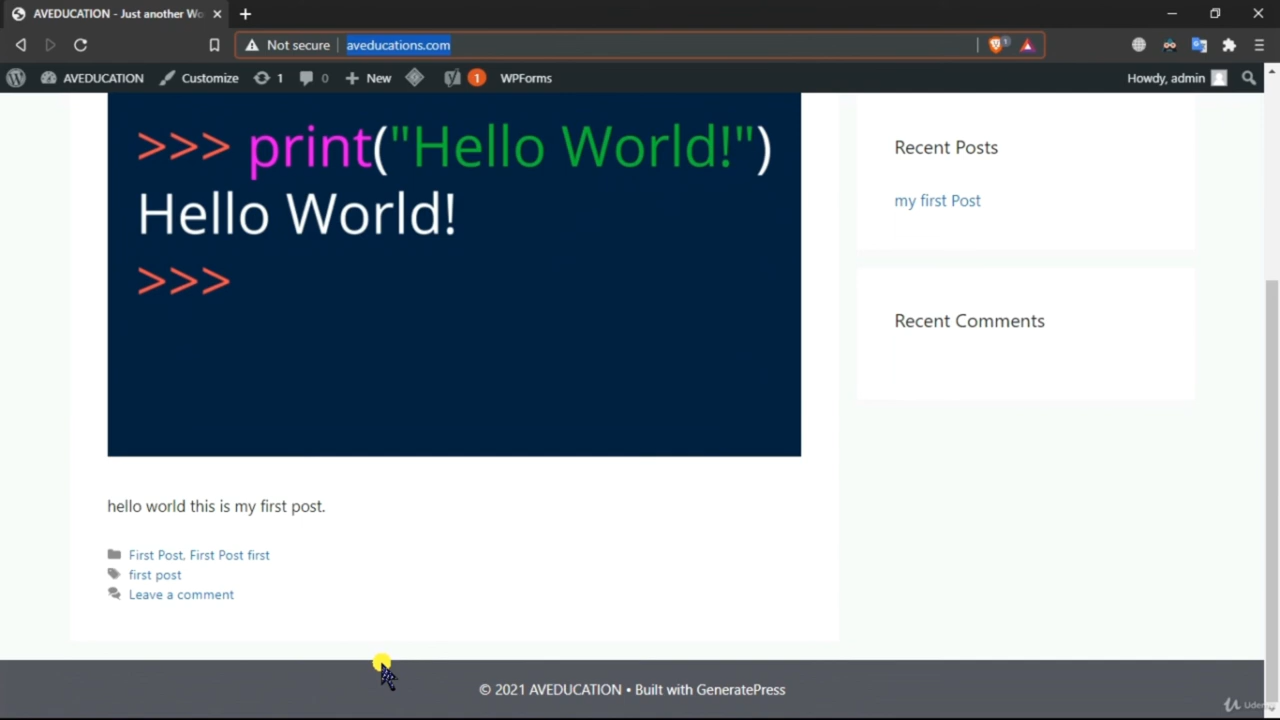 AVEDUCATION - Just another Wo
Not secure aveducations.com
1
AVEDUCATION Customize 1 0 New 1 WPForms Howdy, admin
>>> print("Hello World!")
Hello World!
>>>
Recent Posts
my first Post
Recent Comments
hello world this is my first post.
First Post, First Post first
first post
Leave a comment
© 2021 AVEDUCATION • Built with GeneratePress